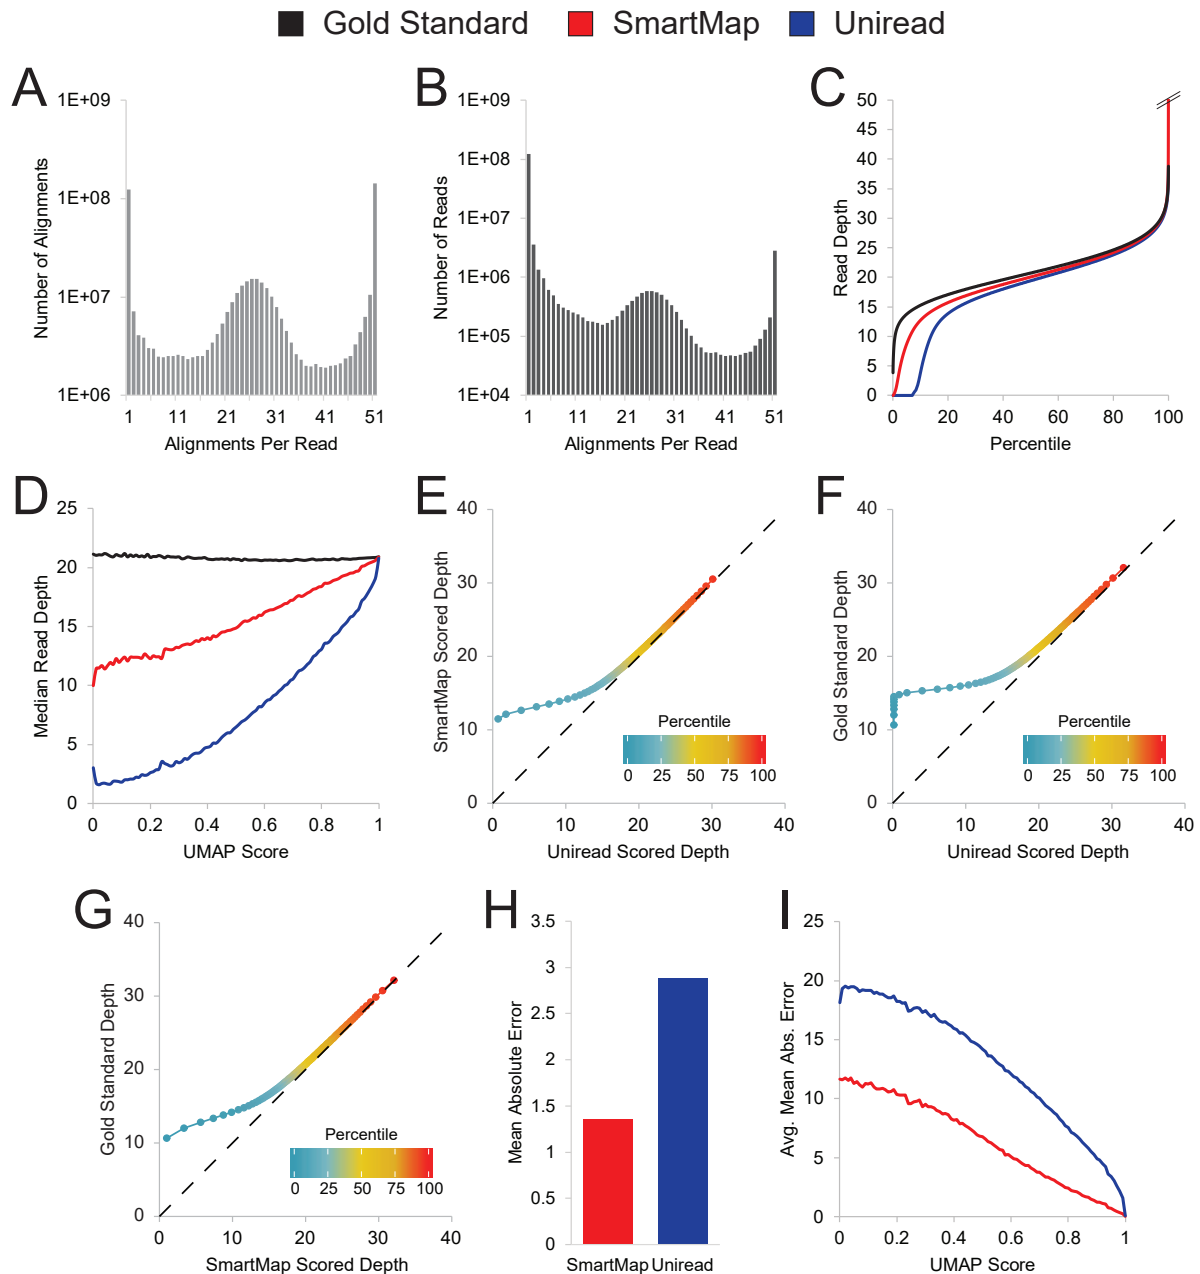 Gold Standard SmartMap Uniread
A
Number of Alignments
1E+09
1E+08
1E+07
1E+06
1 11 21 31 41 51
Alignments Per Read
B
Number of Reads
1E+09
1E+08
1E+07
1E+06
1E+05
1E+04
1 11 21 31 41 51
Alignments Per Read
C
Read Depth
50
45
40
35
30
25
20
15
10
5
0
0 20 40 60 80 100
Percentile
D
Median Read Depth
25
20
15
10
5
0
0 0.2 0.4 0.6 0.8 1
UMAP Score
E
SmartMap Scored Depth
40
30
20
10
0
Percentile
0 25 50 75 100
0 10 20 30 40
Uniread Scored Depth
F
Gold Standard Depth
40
30
20
10
0
Percentile
0 25 50 75 100
0 10 20 30 40
Uniread Scored Depth
G
Gold Standard Depth
40
30
20
10
0
Percentile
0 25 50 75 100
0 10 20 30 40
SmartMap Scored Depth
H
Mean Absolute Error
3.5
3
2.5
2
1.5
1
0.5
0
SmartMap Uniread
I
Avg. Mean Abs. Error
25
20
15
10
5
0
0 0.2 0.4 0.6 0.8 1
UMAP Score